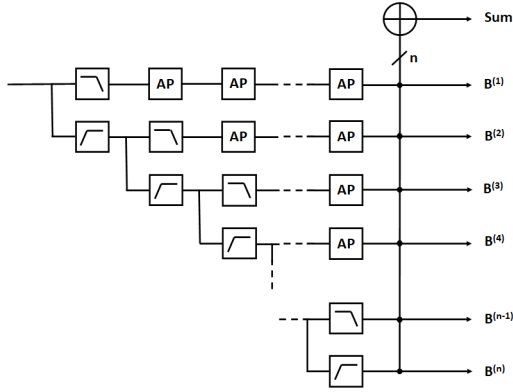 Sum
n
AP AP AP B(1)
AP AP B(2)
AP B(3)
AP B(4)
B(n-1)
B(n)